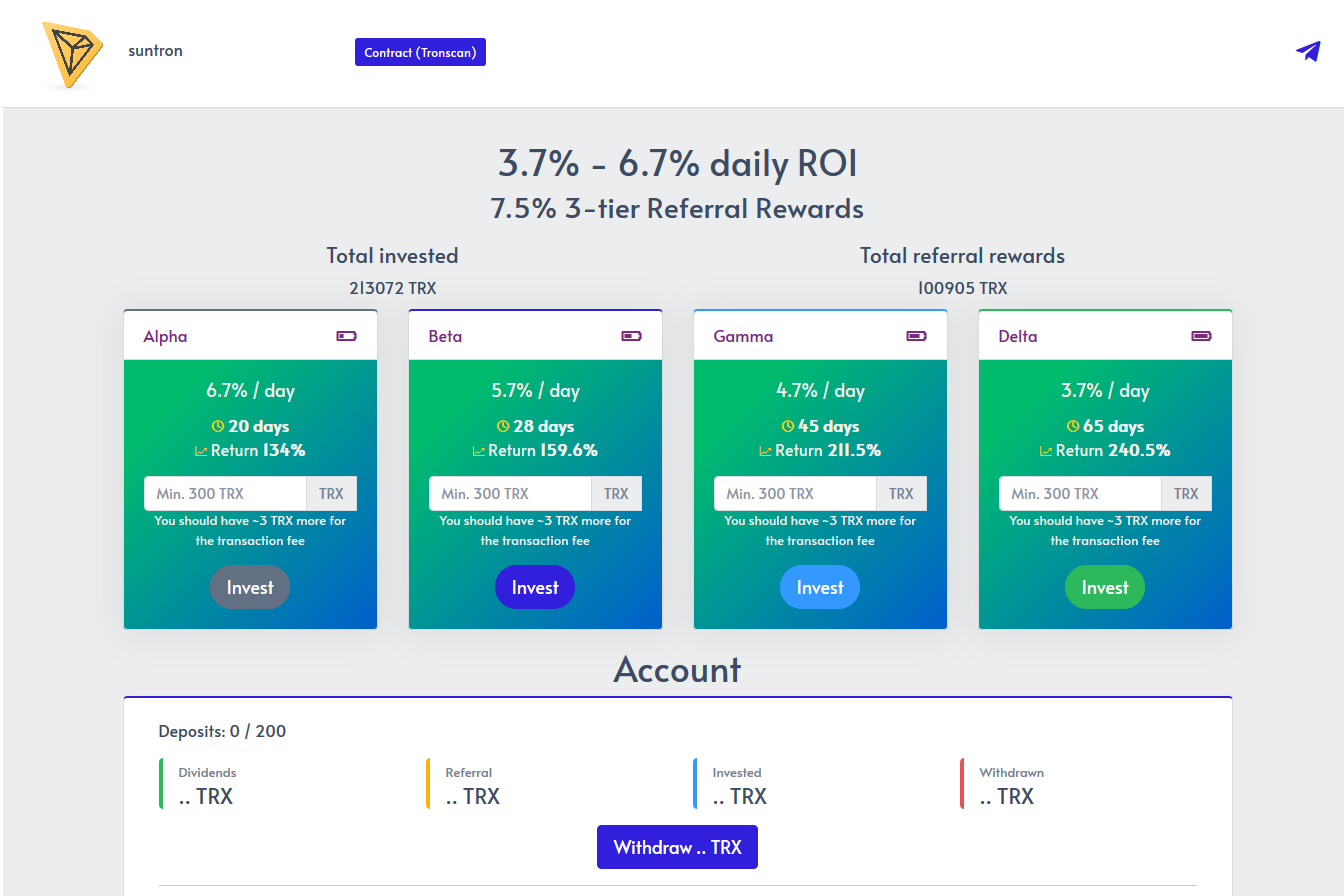 suntron
Contract (Tronscan)
3.7% - 6.7% daily ROI
7.5% 3-tier Referral Rewards
Total invested
213072 TRX
Total referral rewards
100905 TRX
Alpha
6.7% / day
20 days
Return 134%
Min. 300 TRX
TRX
You should have ~3 TRX more for
the transaction fee
Invest
Beta
5.7% / day
28 days
Return 159.6%
Min. 300 TRX
TRX
You should have ~3 TRX more for
the transaction fee
Invest
Gamma
4.7% / day
45 days
Return 211.5%
Min. 300 TRX
TRX
You should have ~3 TRX more for
the transaction fee
Invest
Delta
3.7% / day
65 days
Return 240.5%
Min. 300 TRX
TRX
You should have ~3 TRX more for
the transaction fee
Invest
Account
Deposits: 0 / 200
Dividends
.. TRX
Referral
.. TRX
Invested
.. TRX
Withdrawn
.. TRX
Withdraw .. TRX